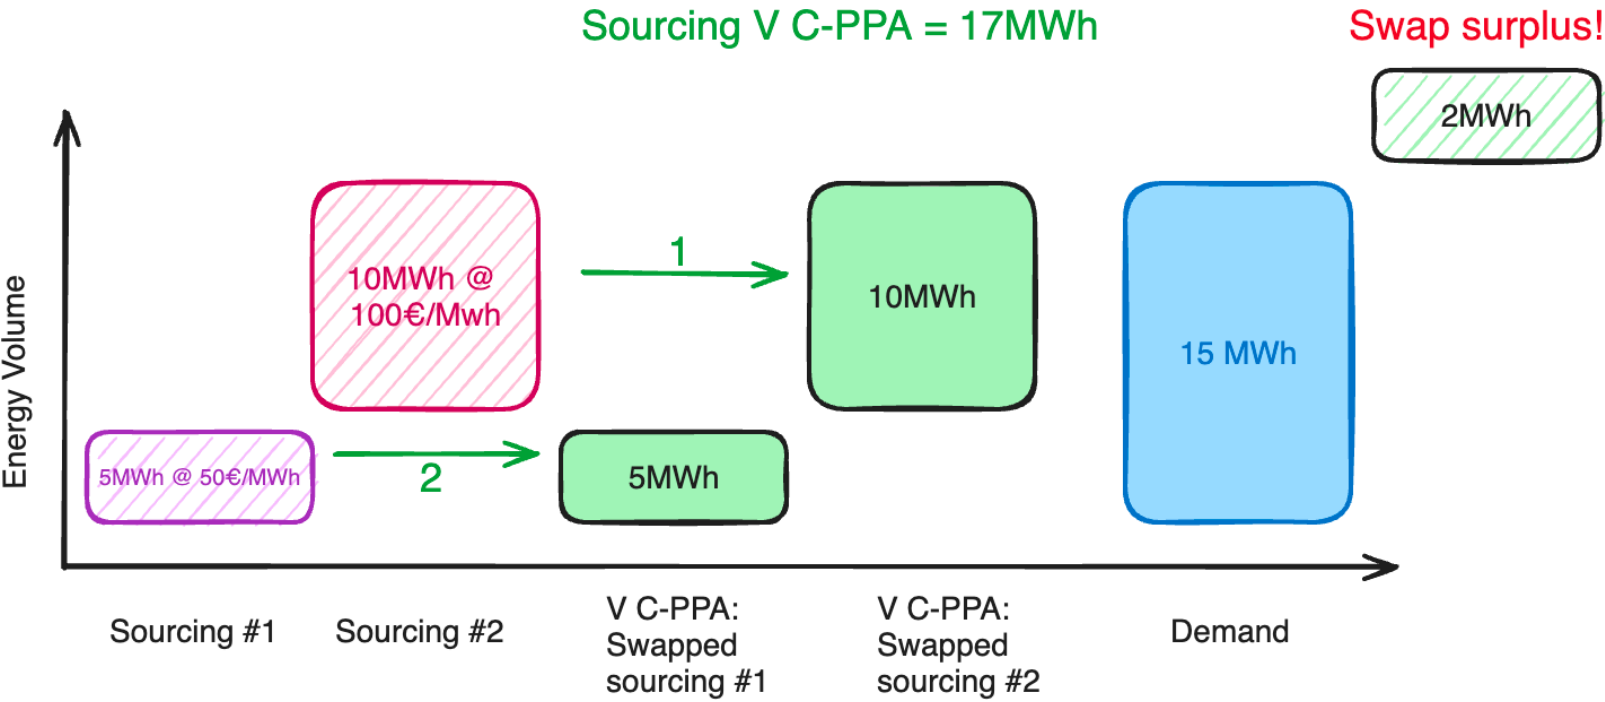 Sourcing V C-PPA = 17MWh
Swap surplus!
2MWh
Energy Volume
10MWh @
100€/Mwh
1
10MWh
15 MWh
5MWh @ 50€/MWh
2
5MWh
Sourcing #1
Sourcing #2
V C-PPA:
Swapped
sourcing #1
V C-PPA:
Swapped
sourcing #2
Demand